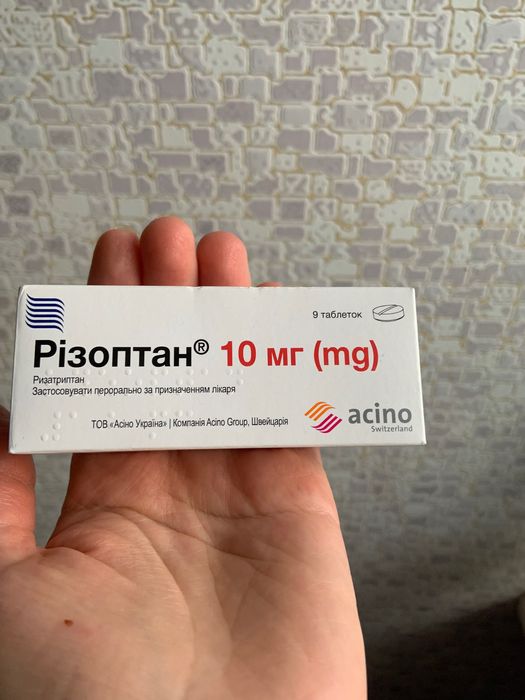 9 таблеток
Різоптан® 10 мг (mg)
Ризатриптан
Застосовувати перорально за призначенням лікаря
ТОВ «Асіно Україна» | Компанія Acino Group, Швейцарія
acino
Switzerland